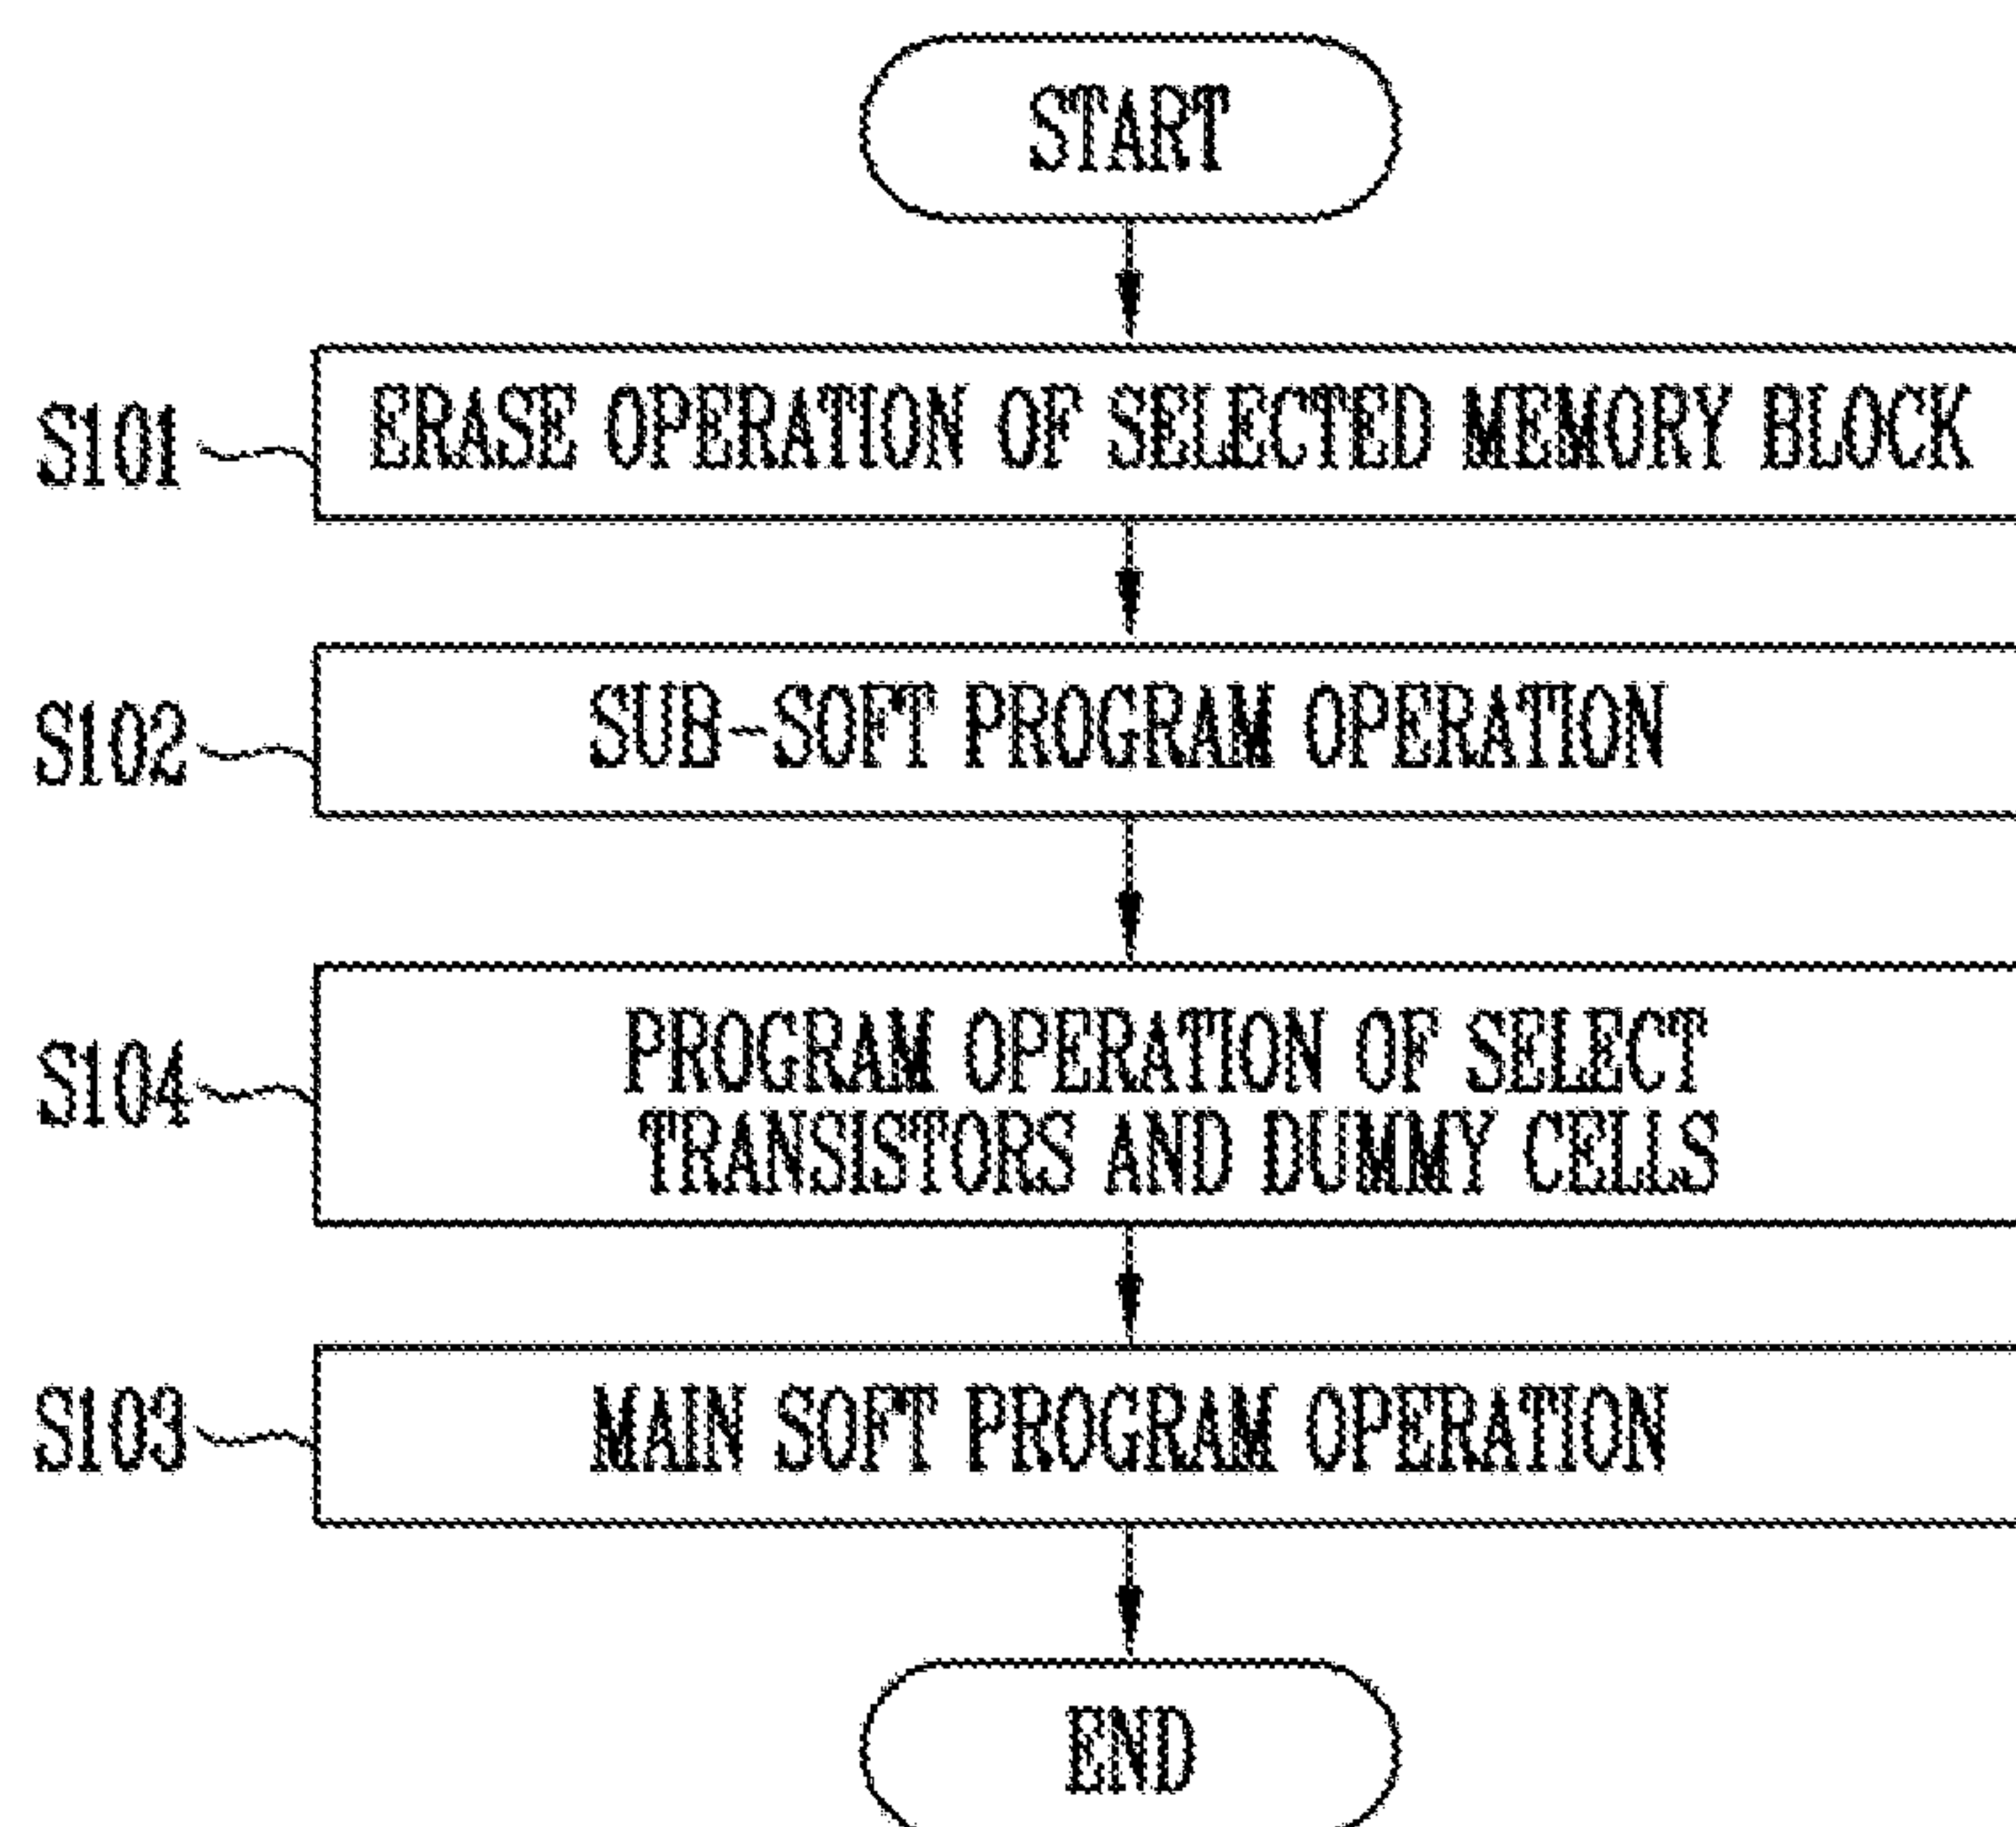 START
S101
ERASE OPERATION OF SELECTED MEMORY BLOCK
S102
SUB-SOFT PROGRAM OPERATION
S104
PROGRAM OPERATION OF SELECT
TRANSISTORS AND DUMMY CELLS
S103
MAIN SOFT PROGRAM OPERATION
END